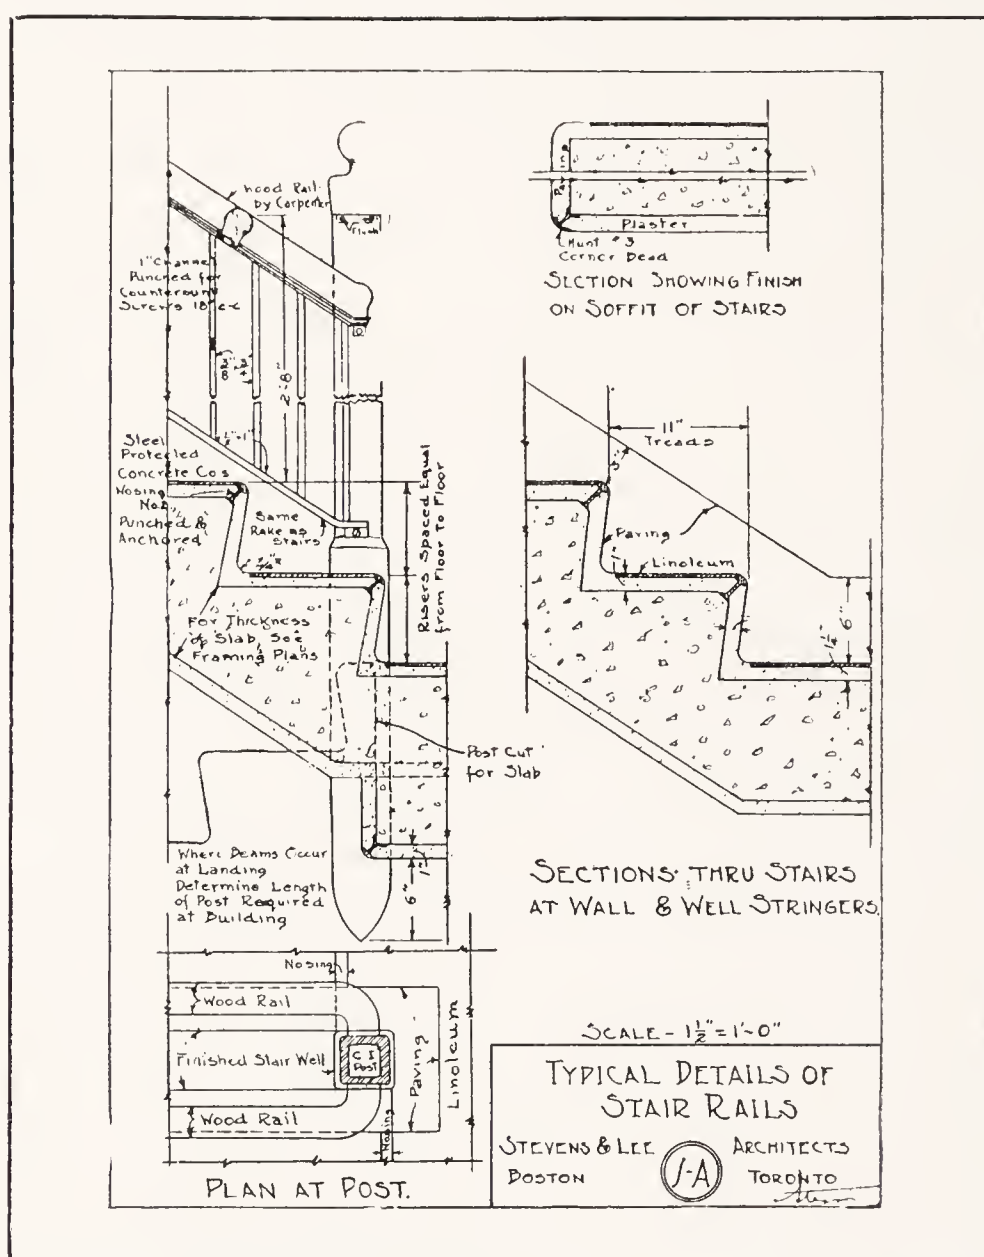 Wood Rail
by Carpenter
Flush
1" Channel
Punched for
Countersunk
Screws 18" c-c
2'-8"
Steel
Protected
Concrete Co's
Nosing
No.2
Punched &
Anchored
Same
Rake as
Stairs
Risers Spaced Equal
from Floor To Floor
For Thickness
of Slab, See
Framing Plans
Post Cut
for Slab
Where Beams Occur
at Landing
Determine Length
of Post Required
at Building
6"
1"
Paving
Plaster
Hunt #3
Corner Bead
SECTION SHOWING FINISH
ON SOFFIT OF STAIRS
11"
Treads
Paving
Linoleum
6"
SECTIONS THRU STAIRS
AT WALL & WELL STRINGERS.
Nosing
Wood Rail
Finished Stair Well
C I
Post
Paving
Linoleum
Wood Rail
Nosing
PLAN AT POST.
SCALE - 1½" = 1'-0"
TYPICAL DETAILS OF
STAIR RAILS
STEVENS & LEE ARCHITECTS
BOSTON TORONTO
J-A